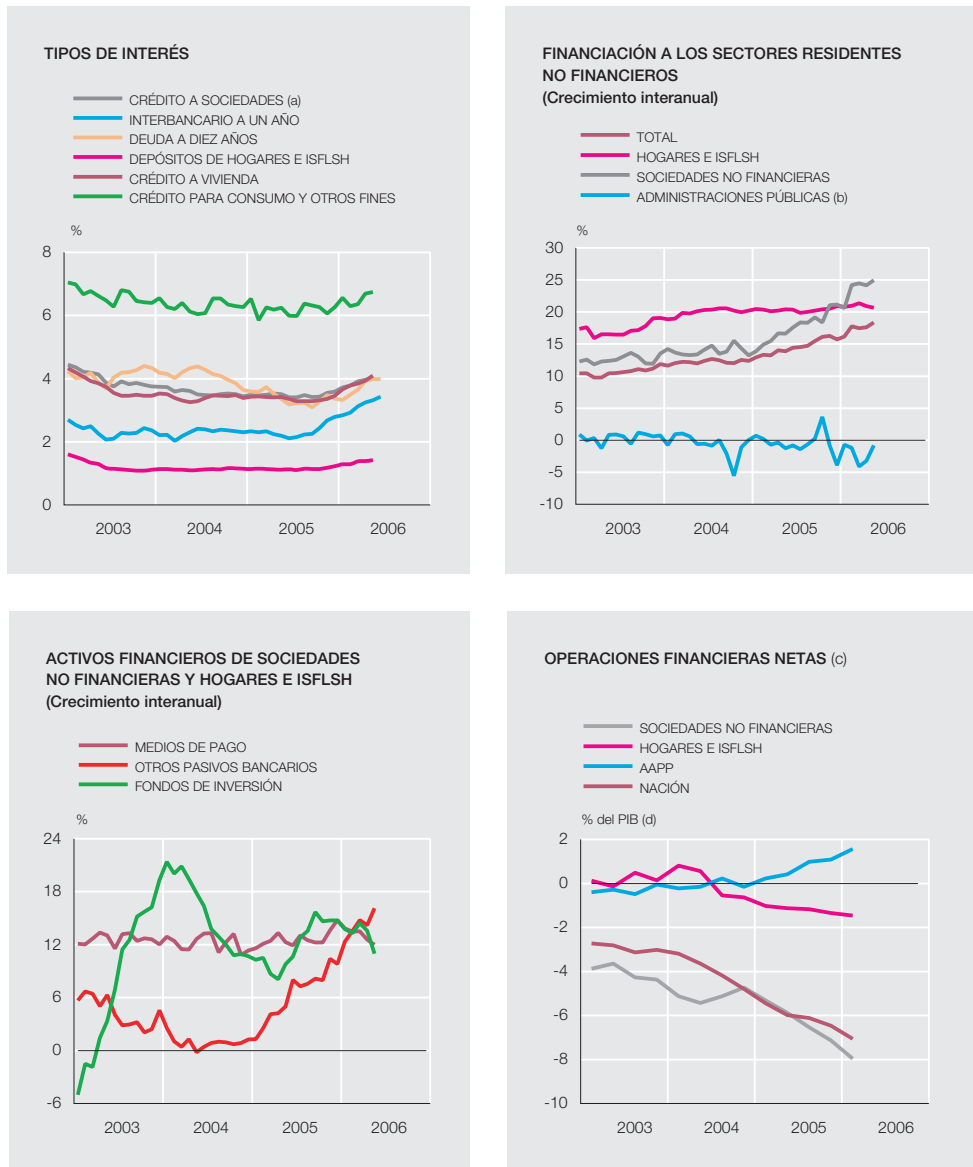 TIPOS DE INTERÉS
CRÉDITO A SOCIEDADES (a)
INTERBANCARIO A UN AÑO
DEUDA A DIEZ AÑOS
DEPÓSITOS DE HOGARES E ISFLSH
CRÉDITO A VIVIENDA
CRÉDITO PARA CONSUMO Y OTROS FINES
%
8
6
4
2
0
2003 2004 2005 2006
FINANCIACIÓN A LOS SECTORES RESIDENTES
NO FINANCIEROS
(Crecimiento interanual)
TOTAL
HOGARES E ISFLSH
SOCIEDADES NO FINANCIERAS
ADMINISTRACIONES PÚBLICAS (b)
%
30
25
20
15
10
5
0
-5
-10
2003 2004 2005 2006
ACTIVOS FINANCIEROS DE SOCIEDADES
NO FINANCIERAS Y HOGARES E ISFLSH
(Crecimiento interanual)
MEDIOS DE PAGO
OTROS PASIVOS BANCARIOS
FONDOS DE INVERSIÓN
%
24
18
12
6
0
-6
2003 2004 2005 2006
OPERACIONES FINANCIERAS NETAS (c)
SOCIEDADES NO FINANCIERAS
HOGARES E ISFLSH
AAPP
NACIÓN
% del PIB (d)
2
0
-2
-4
-6
-8
-10
2003 2004 2005 2006